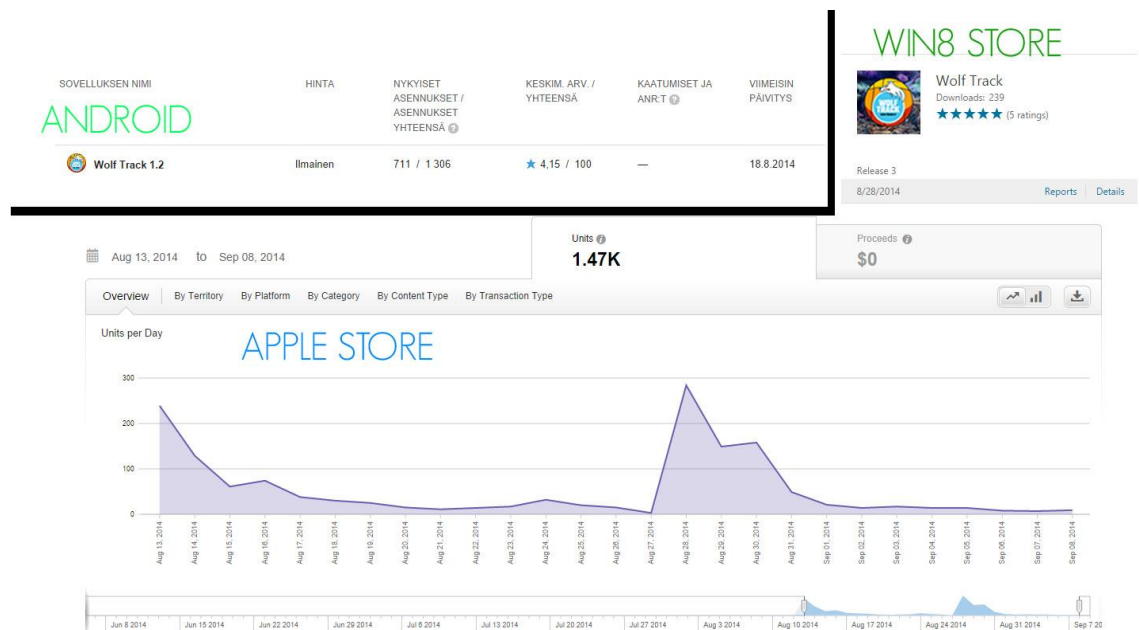 WIN8 STORE
SOVELLUKSEN NIMI
HINTA
NYKYISET
ASENNUKSET /
ASENNUKSET
YHTEENSÄ ?
KESKIM. ARV. /
YHTEENSÄ
KAATUMISET JA
ANR:T ?
VIIMEISIN
PÄIVITYS
ANDROID
Wolf Track 1.2
Ilmainen
711 / 1 306
4,15 / 100
—
18.8.2014
WOLF
TRACK
Wolf Track
Downloads: 239
(5 ratings)
Release 3
8/28/2014
Reports
Details
Aug 13, 2014 to Sep 08, 2014
Units
1.47K
Proceeds
$0
Overview
By Territory
By Platform
By Category
By Content Type
By Transaction Type
Units per Day
APPLE STORE
300
200
100
0
Aug 13, 2014
Aug 14, 2014
Aug 15, 2014
Aug 16, 2014
Aug 17, 2014
Aug 18, 2014
Aug 19, 2014
Aug 20, 2014
Aug 21, 2014
Aug 22, 2014
Aug 23, 2014
Aug 24, 2014
Aug 25, 2014
Aug 26, 2014
Aug 27, 2014
Aug 28, 2014
Aug 29, 2014
Aug 30, 2014
Aug 31, 2014
Sep 01, 2014
Sep 02, 2014
Sep 03, 2014
Sep 04, 2014
Sep 05, 2014
Sep 06, 2014
Sep 07, 2014
Sep 08, 2014
Jun 8 2014
Jun 15 2014
Jun 22 2014
Jun 29 2014
Jul 6 2014
Jul 13 2014
Jul 20 2014
Jul 27 2014
Aug 3 2014
Aug 10 2014
Aug 17 2014
Aug 24 2014
Aug 31 2014
Sep 7 20